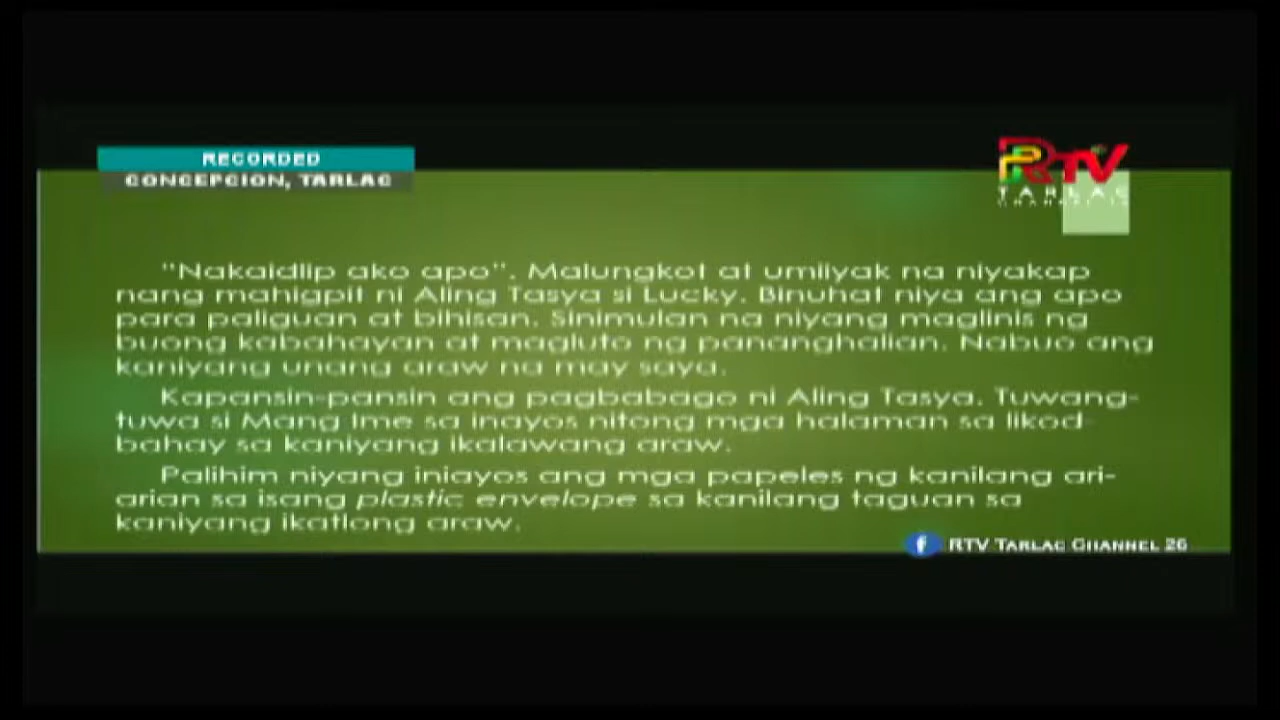 RECORDED
CONCEPCION, TARLAC
RTV
TARLAC
"Nakaidlip ako apo". Malungkot at umiiyak na niyakap
nang mahigpit ni Aling Tasya si Lucky. Binuhat niya ang apo
para paliguan at bihisan. Sinimulan na niyang maglinis ng
buong kabahayan at magluto ng pananghalian. Nabuo ang
kaniyang unang araw na may saya.
Kapansin-pansin ang pagbabago ni Aling Tasya. Tuwang-
tuwa si Mang Ime sa inayos nitong mga halaman sa likod-
bahay sa kaniyang ikalawang araw.
Palihim niyang iniayos ang mga papeles ng kanilang ari-
arian sa isang plastic envelope sa kanilang taguan sa
kaniyang ikatlong araw.
f RTV TARLAC CHANNEL 26